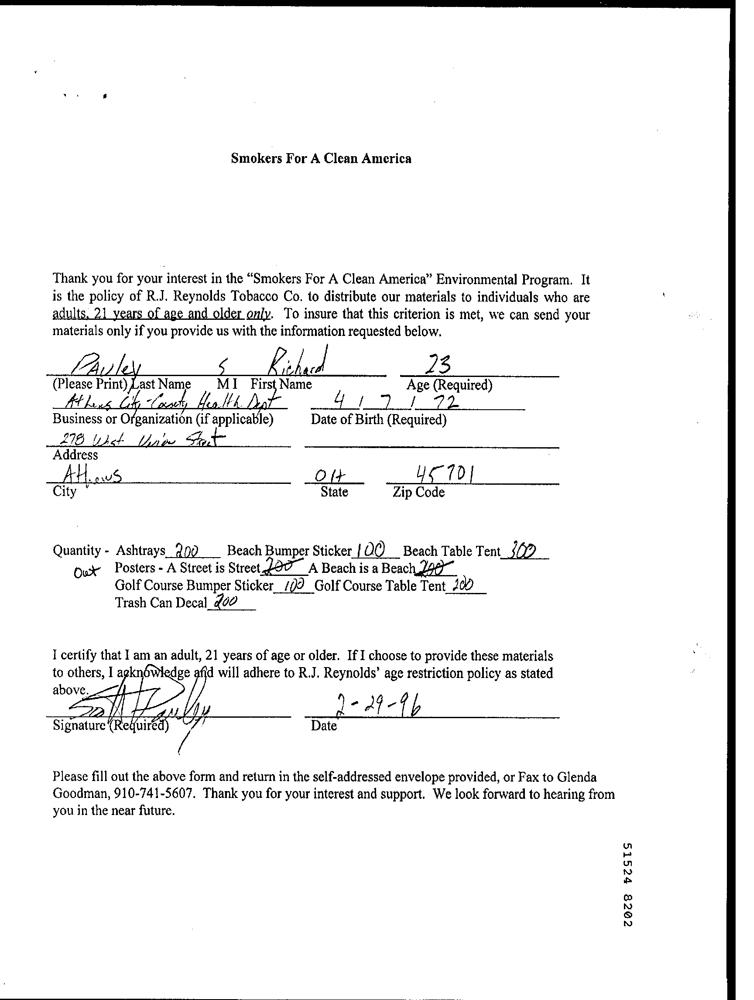 Smokers For A Clean America
Thank you for your interest in the “Smokers For A Clean America” Environmental Program. It
is the policy of R.J. Reynolds Tobacco Co. to distribute our materials to individuals who are
adults, 21 years of age and older only. To insure that this criterion is met, we can send your
materials only if you provide us with the information requested below.
Pauley S Richard 23
(Please Print) Last Name M I First Name Age (Required)
Athens City-County Health Dept 4 / 7 / 72
Business or Organization (if applicable) Date of Birth (Required)
278 West Union Street
Address
Athens OH 45701
City State Zip Code
Quantity - Ashtrays 200 Beach Bumper Sticker 100 Beach Table Tent 300
Out Posters - A Street is Street 200 A Beach is a Beach 200
Golf Course Bumper Sticker 100 Golf Course Table Tent 200
Trash Can Decal 200
I certify that I am an adult, 21 years of age or older. If I choose to provide these materials
to others, I acknowledge and will adhere to R.J. Reynolds’ age restriction policy as stated
above.
Pauley 2-29-96
Signature (Required) Date
Please fill out the above form and return in the self-addressed envelope provided, or Fax to Glenda
Goodman, 910-741-5607. Thank you for your interest and support. We look forward to hearing from
you in the near future.
51524 8202